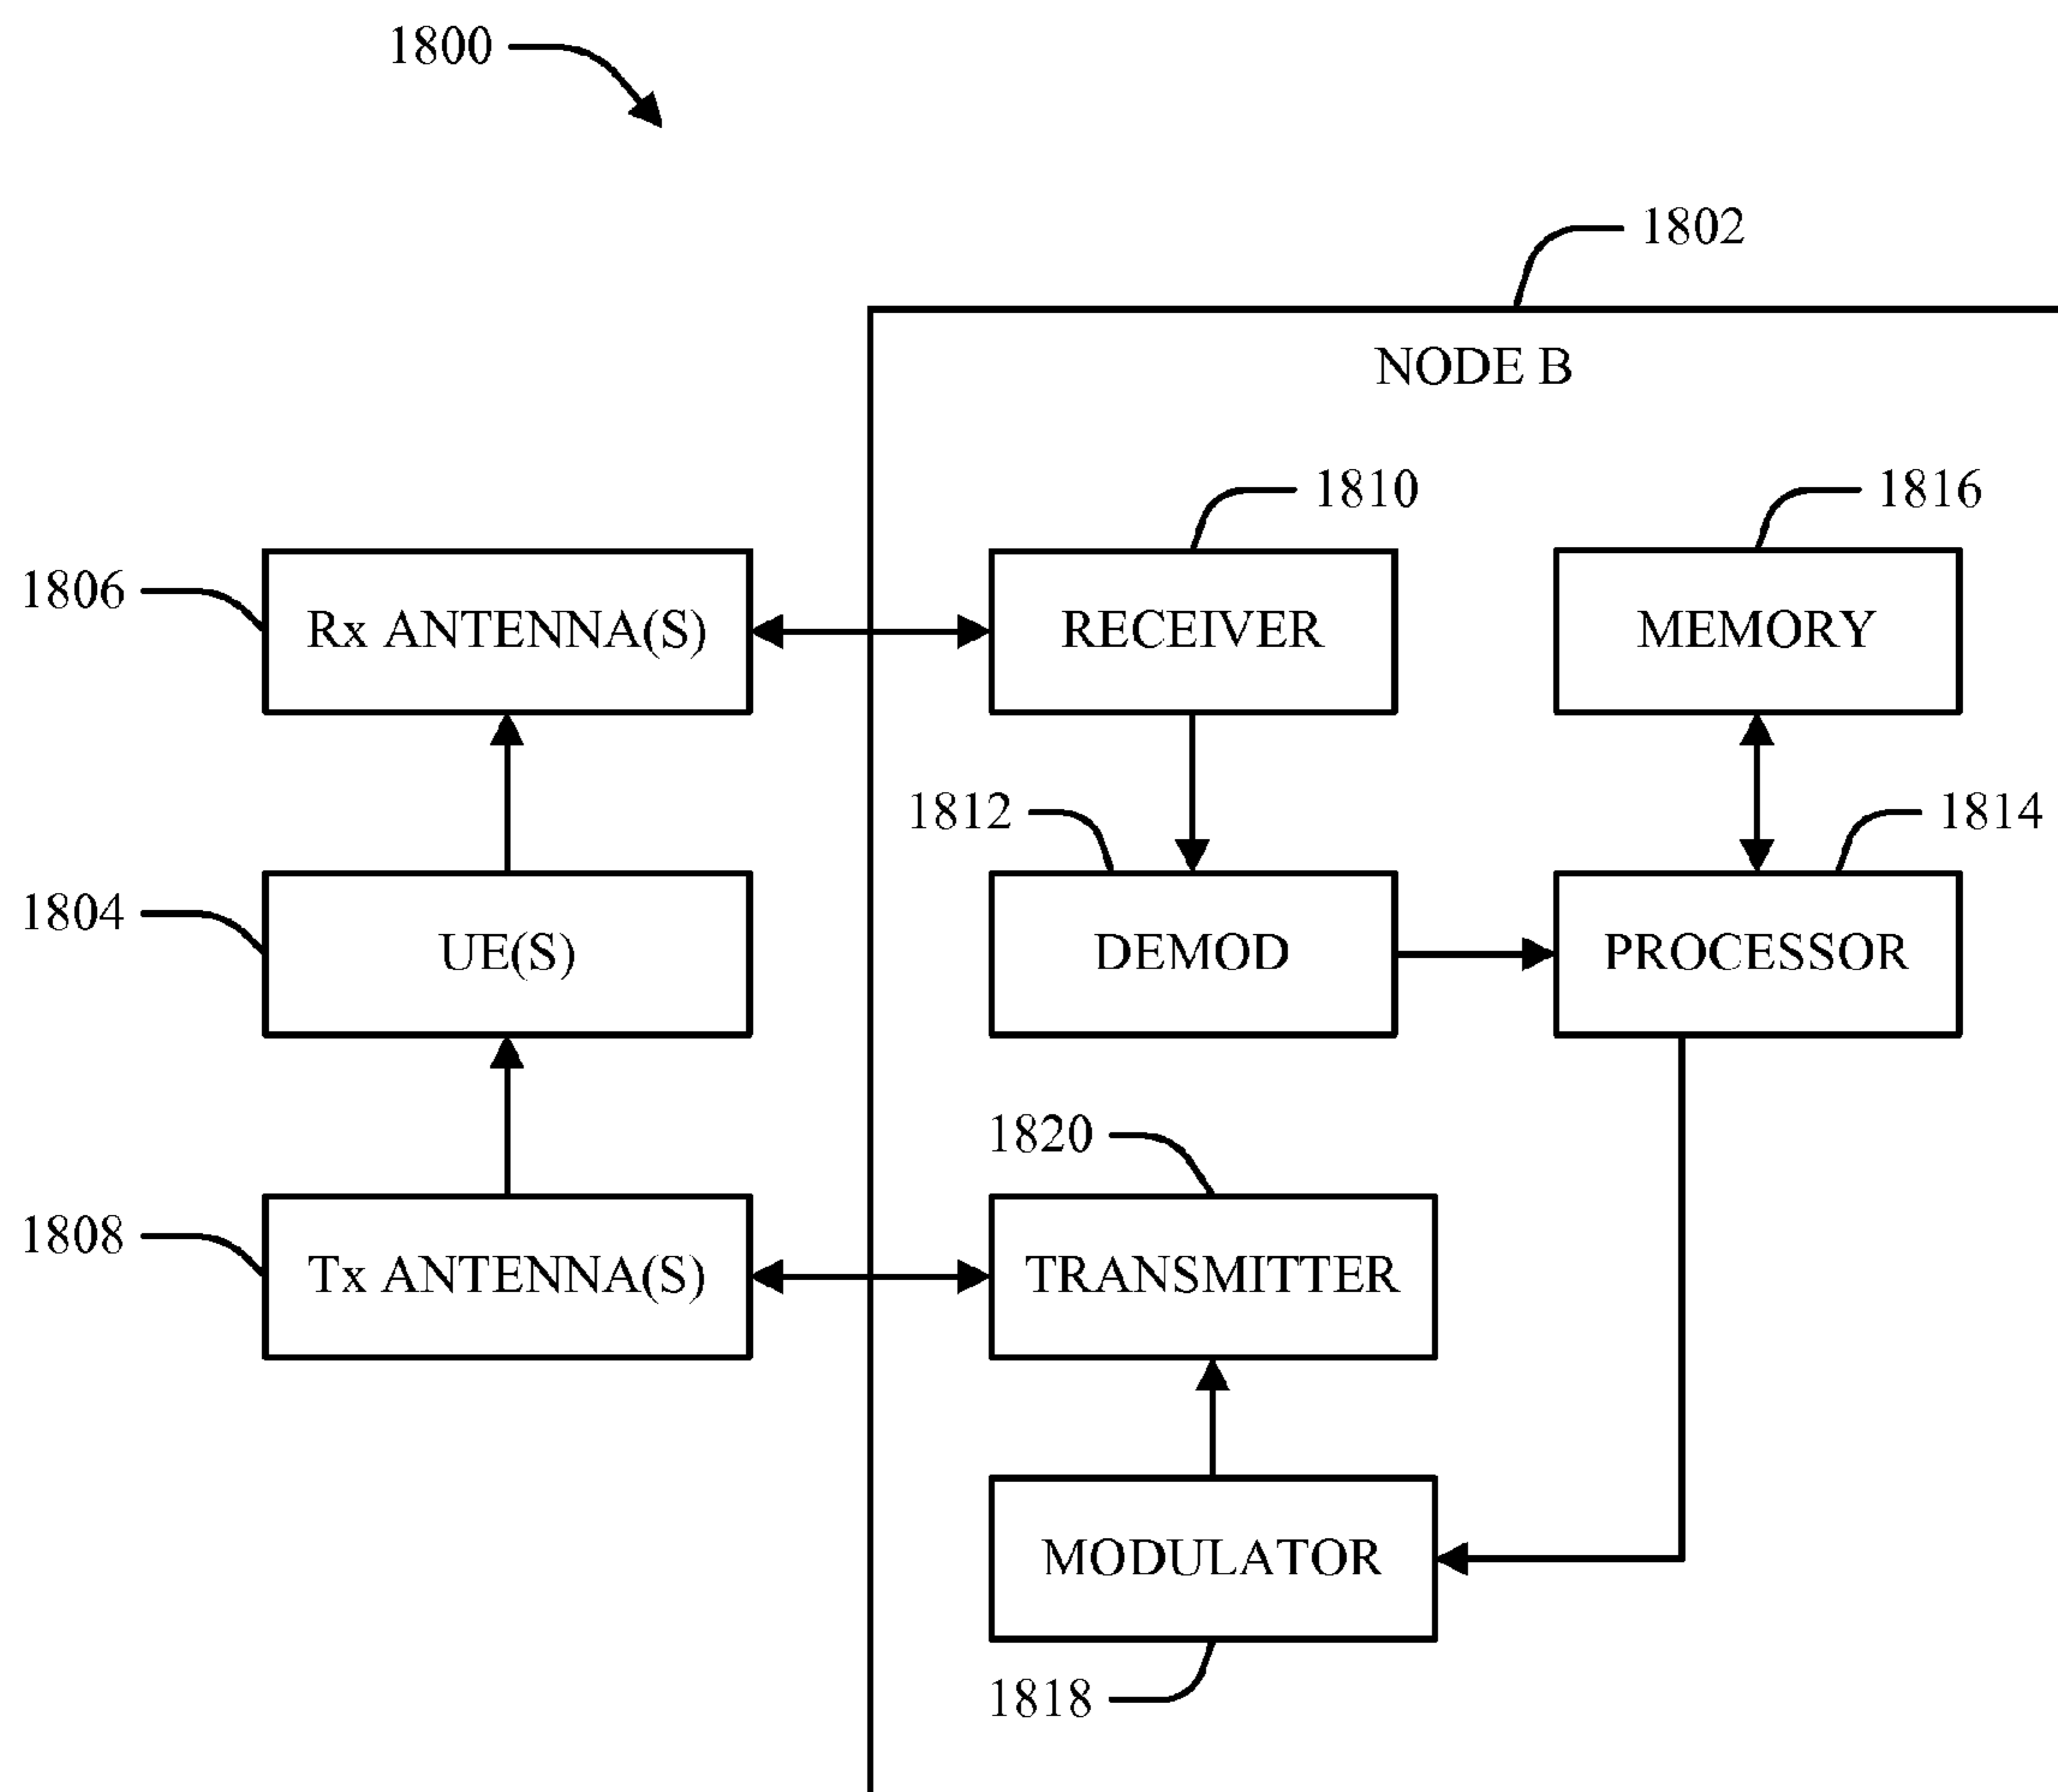 1800
1802
NODE B
1810
1816
1806
Rx ANTENNA(S)
RECEIVER
MEMORY
1812
1814
1804
UE(S)
DEMOD
PROCESSOR
1820
1808
Tx ANTENNA(S)
TRANSMITTER
MODULATOR
1818